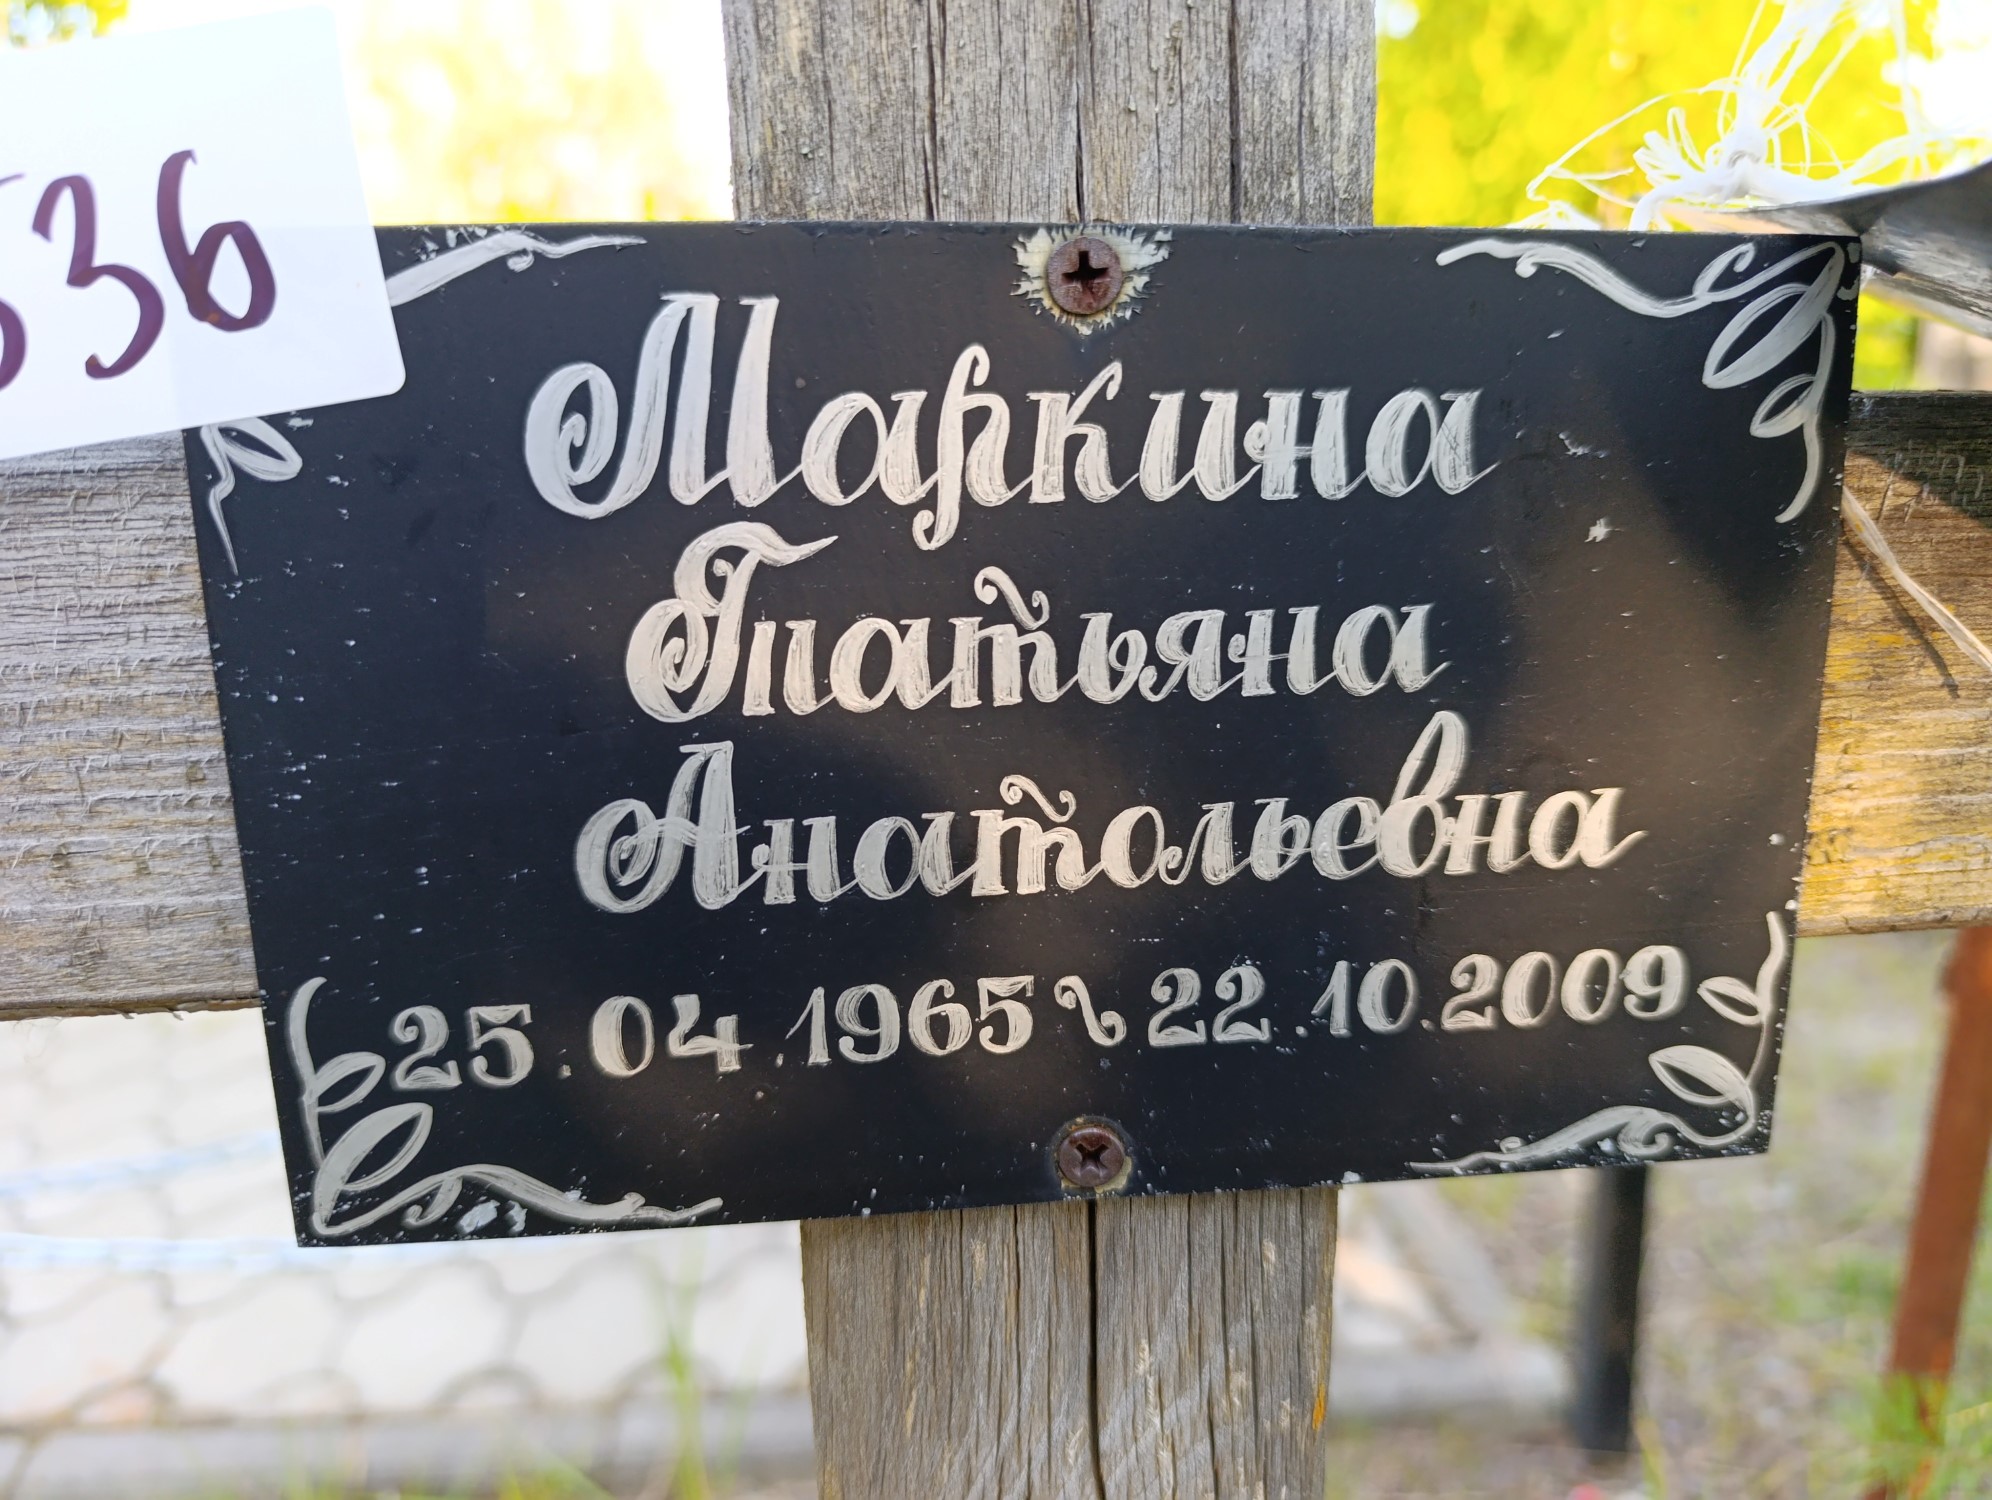 536
Маркина
Татьяна
Анатольевна
25.04.1965 ~ 22.10.2009